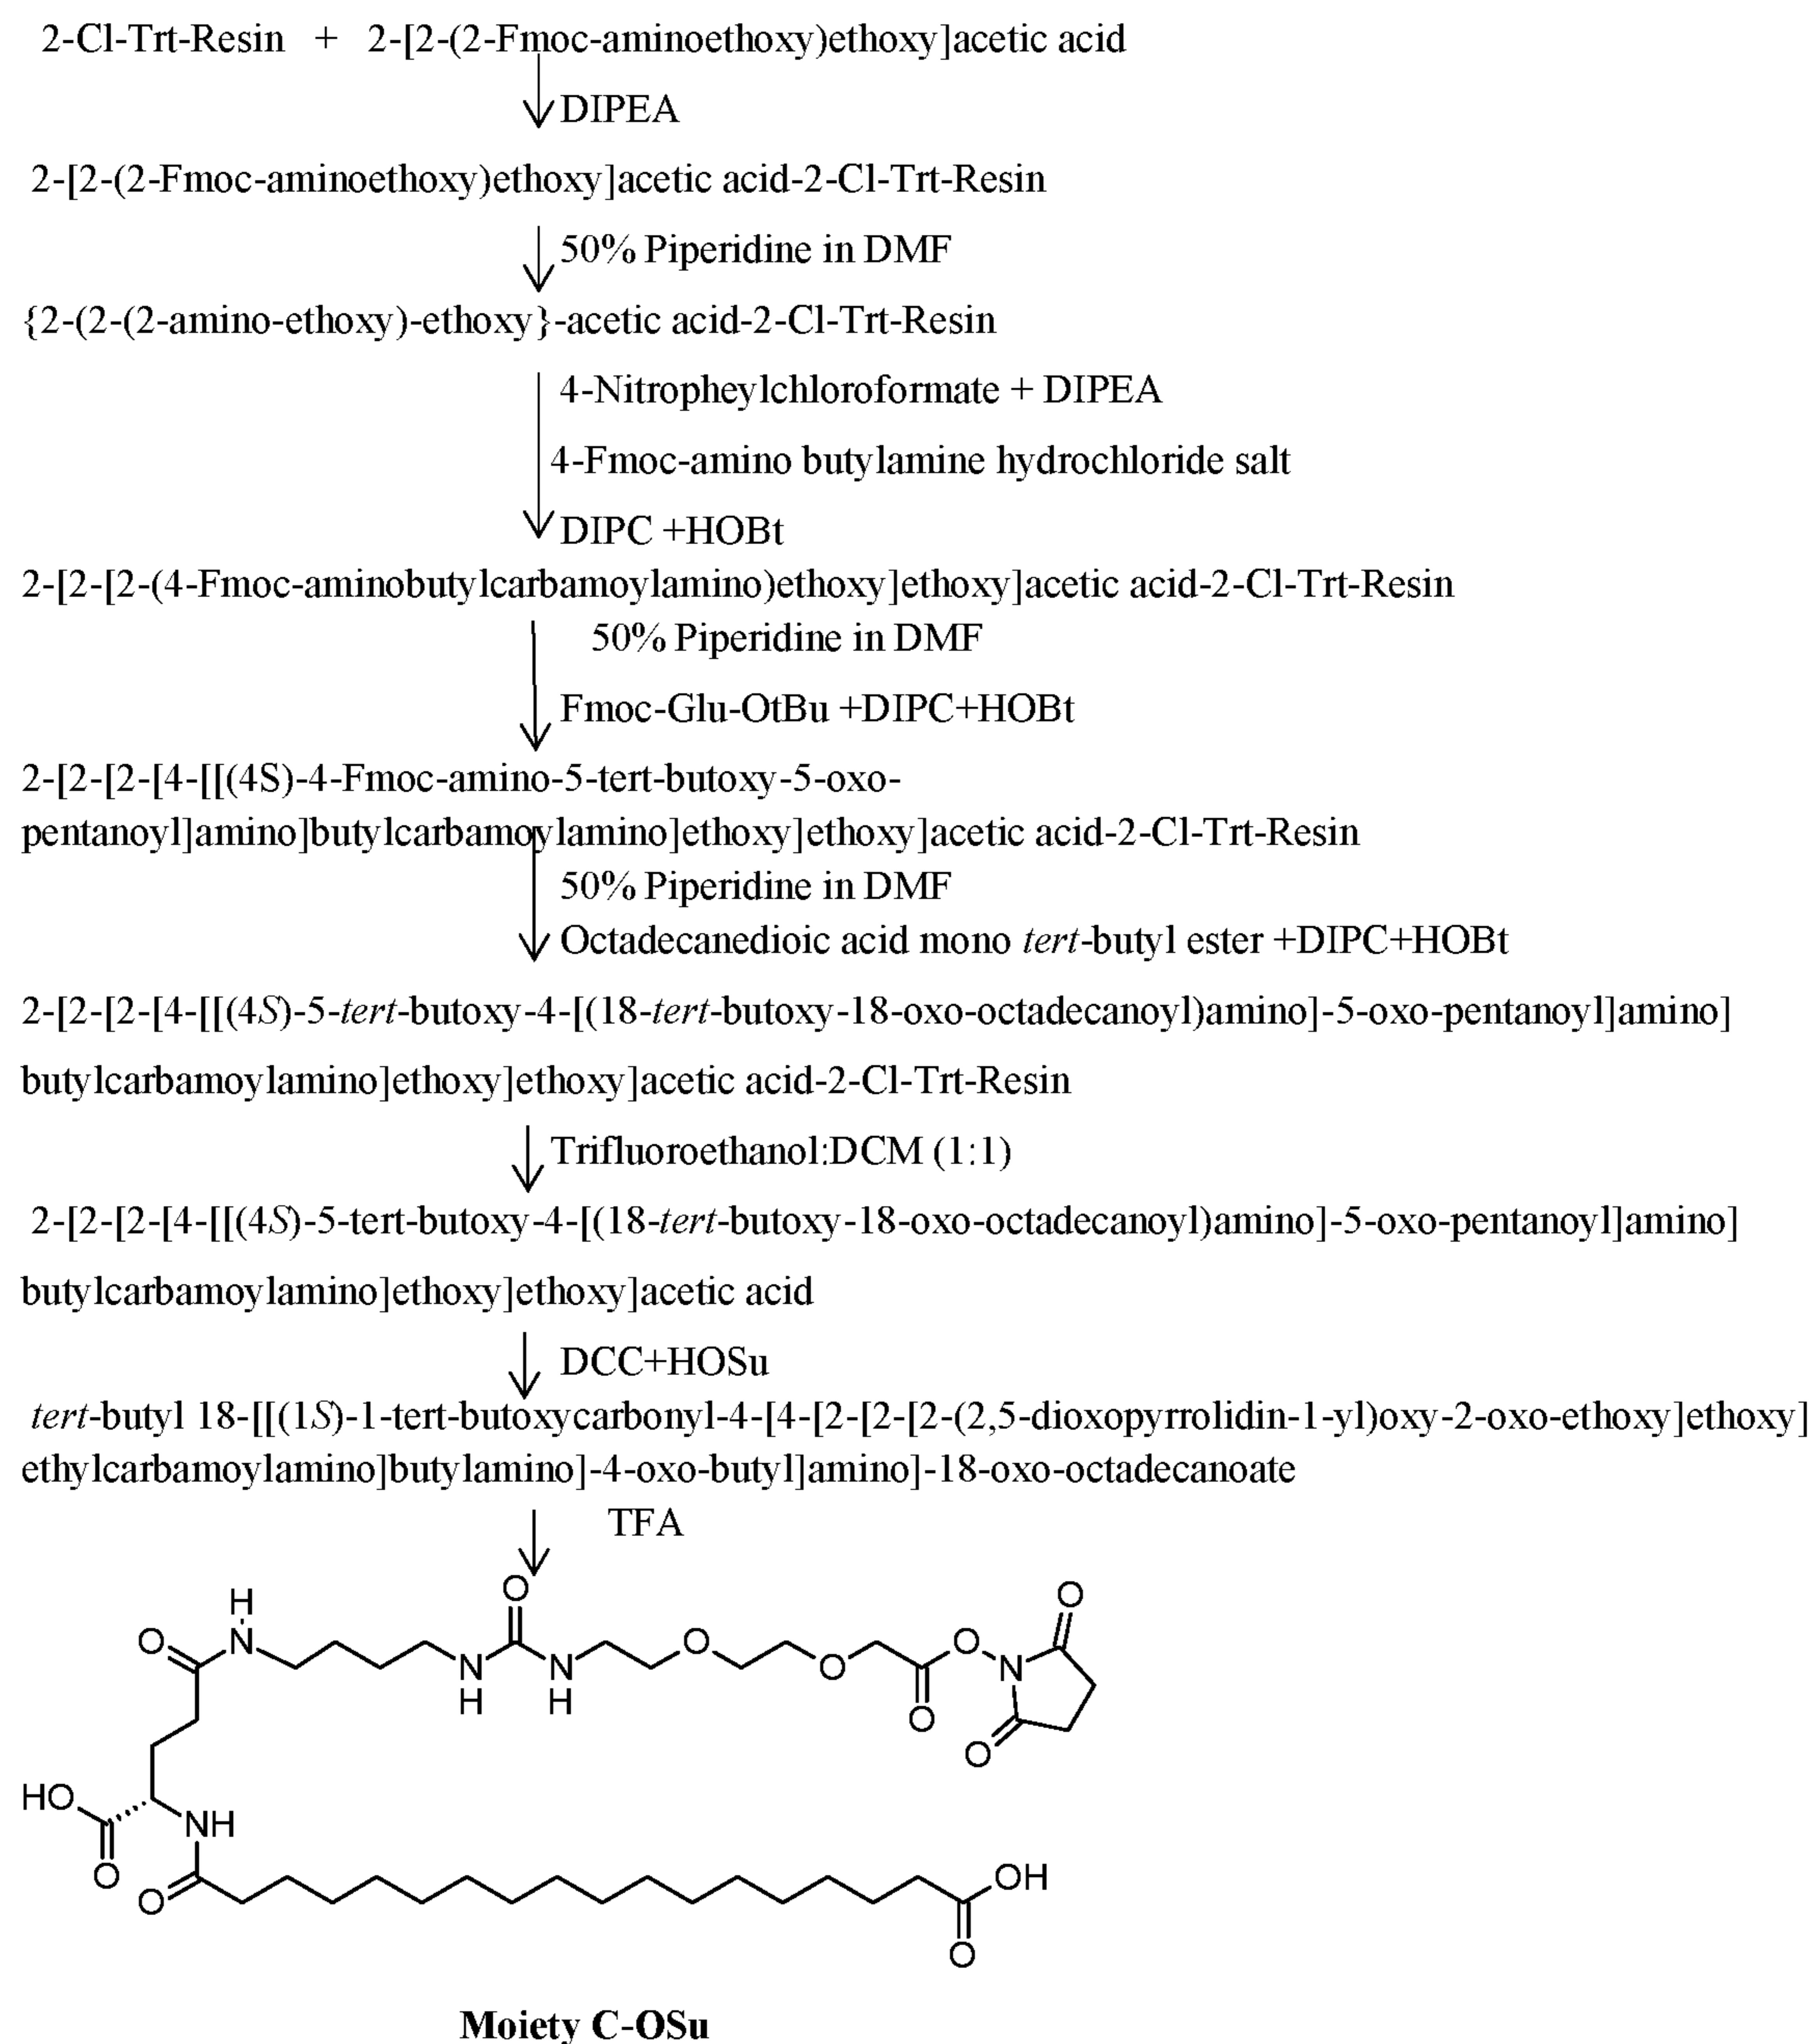 2-Cl-Trt-Resin + 2-[2-(2-Fmoc-aminoethoxy)ethoxy]acetic acid
DIPEA
2-[2-(2-Fmoc-aminoethoxy)ethoxy]acetic acid-2-Cl-Trt-Resin
50% Piperidine in DMF
{2-(2-(2-amino-ethoxy)-ethoxy}-acetic acid-2-Cl-Trt-Resin
4-Nitropheylchloroformate + DIPEA
4-Fmoc-amino butylamine hydrochloride salt
DIPC +HOBt
2-[2-[2-(4-Fmoc-aminobutylcarbamoylamino)ethoxy]ethoxy]acetic acid-2-Cl-Trt-Resin
50% Piperidine in DMF
Fmoc-Glu-OtBu +DIPC+HOBt
2-[2-[2-[4-[[(4S)-4-Fmoc-amino-5-tert-butoxy-5-oxo-
pentanoyl]amino]butylcarbamoylamino]ethoxy]ethoxy]acetic acid-2-Cl-Trt-Resin
50% Piperidine in DMF
Octadecanedioic acid mono tert-butyl ester +DIPC+HOBt
2-[2-[2-[4-[[(4S)-5-tert-butoxy-4-[(18-tert-butoxy-18-oxo-octadecanoyl)amino]-5-oxo-pentanoyl]amino]
butylcarbamoylamino]ethoxy]ethoxy]acetic acid-2-Cl-Trt-Resin
Trifluoroethanol:DCM (1:1)
2-[2-[2-[4-[[(4S)-5-tert-butoxy-4-[(18-tert-butoxy-18-oxo-octadecanoyl)amino]-5-oxo-pentanoyl]amino]
butylcarbamoylamino]ethoxy]ethoxy]acetic acid
DCC+HOSu
tert-butyl 18-[[(1S)-1-tert-butoxycarbonyl-4-[4-[2-[2-[2-(2,5-dioxopyrrolidin-1-yl)oxy-2-oxo-ethoxy]ethoxy]
ethylcarbamoylamino]butylamino]-4-oxo-butyl]amino]-18-oxo-octadecanoate
TFA
H O O
O N O O N
N N O O
H H O
HO NH
O O OH
O
Moiety C-OSu